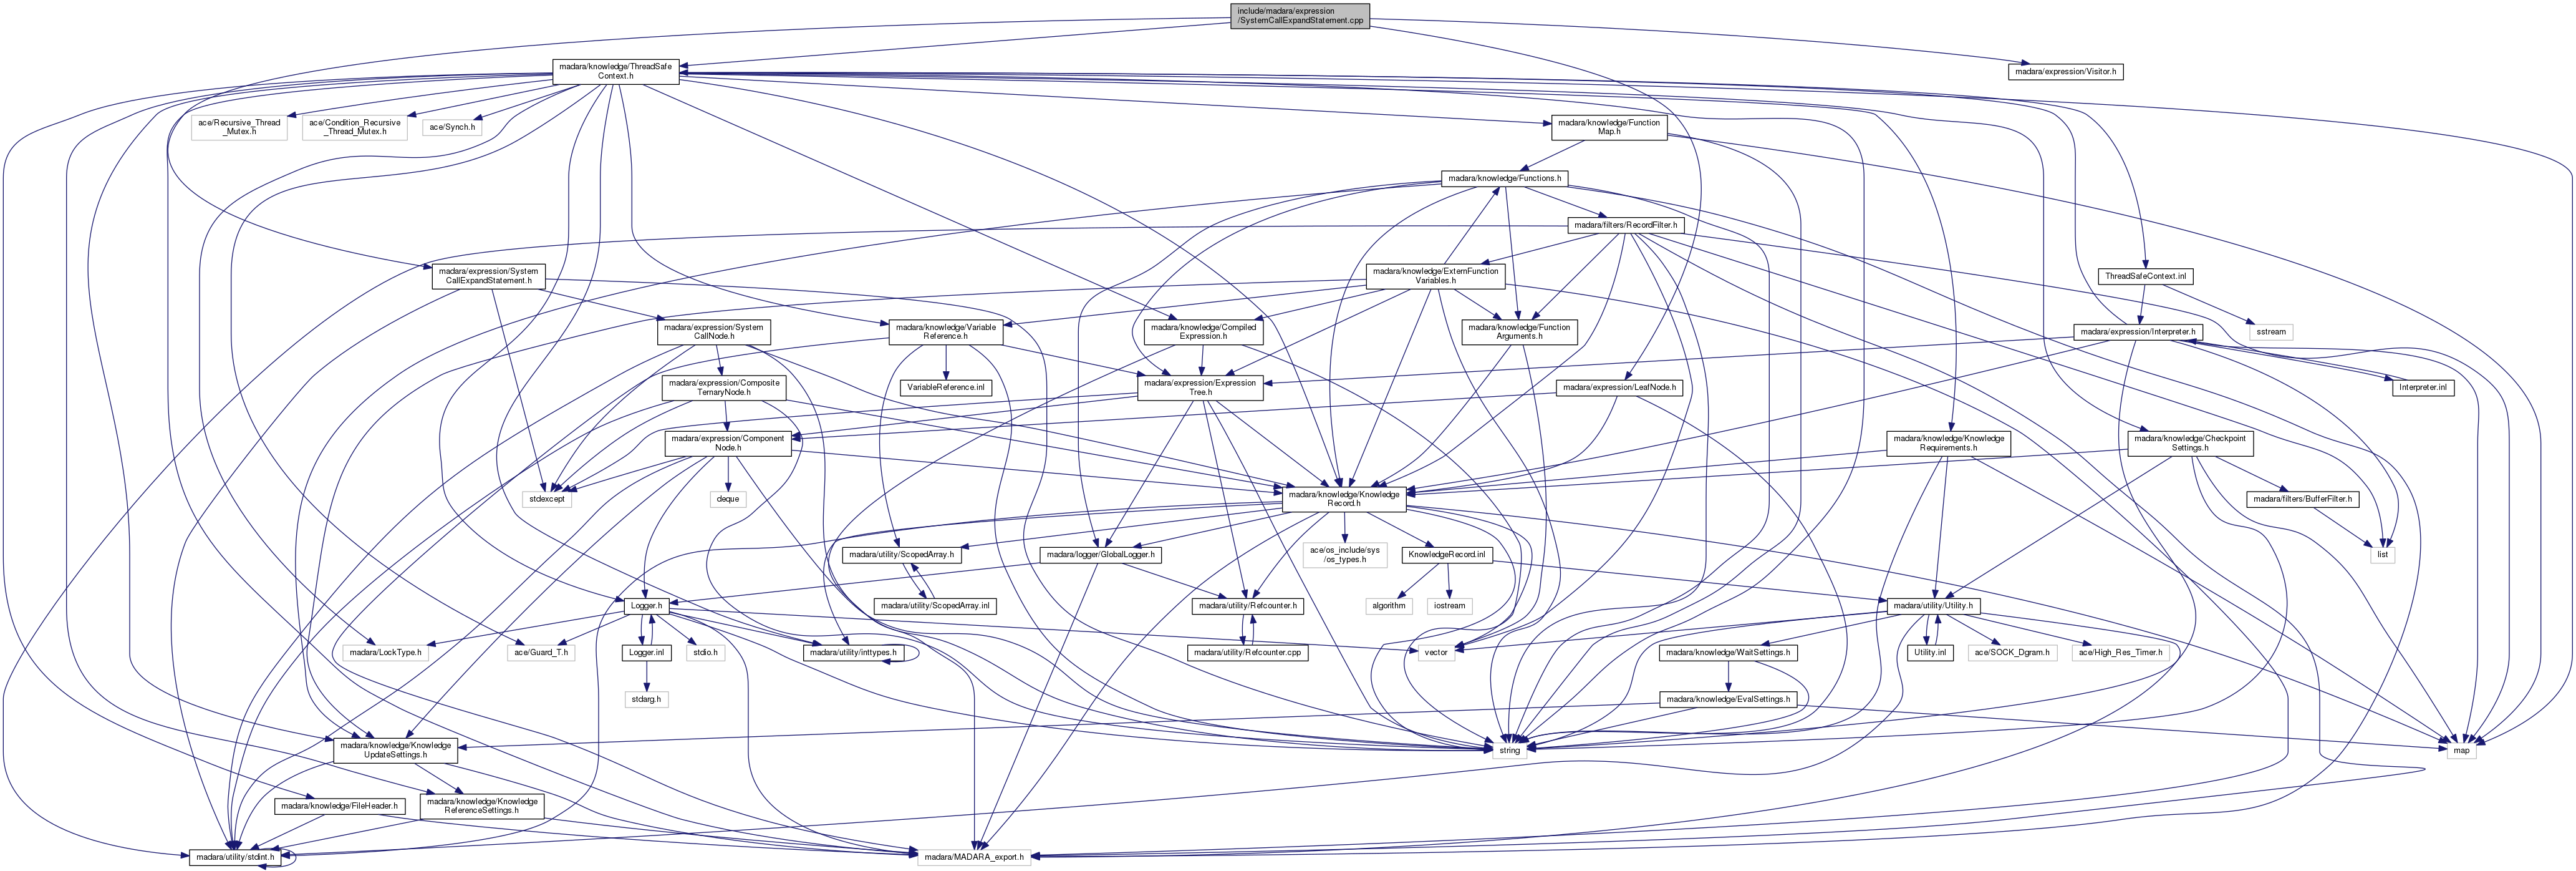 include/madara/expression
/SystemCallExpandStatement.cpp
madara/knowledge/ThreadSafe
Context.h
madara/expression/Visitor.h
ace/Recursive_Thread
_Mutex.h
ace/Condition_Recursive
_Thread_Mutex.h
ace/Synch.h
madara/knowledge/Function
Map.h
madara/knowledge/Functions.h
madara/filters/RecordFilter.h
madara/expression/System
CallExpandStatement.h
madara/knowledge/ExternFunction
Variables.h
ThreadSafeContext.inl
madara/expression/System
CallNode.h
madara/knowledge/Variable
Reference.h
madara/knowledge/Compiled
Expression.h
madara/knowledge/Function
Arguments.h
madara/expression/Interpreter.h
sstream
madara/expression/Composite
TernaryNode.h
VariableReference.inl
madara/expression/Expression
Tree.h
madara/expression/LeafNode.h
Interpreter.inl
madara/expression/Component
Node.h
madara/knowledge/Knowledge
Requirements.h
madara/knowledge/Checkpoint
Settings.h
stdexcept
deque
madara/knowledge/Knowledge
Record.h
madara/filters/BufferFilter.h
madara/utility/ScopedArray.h
madara/logger/GlobalLogger.h
ace/os_include/sys
/os_types.h
KnowledgeRecord.inl
list
Logger.h
madara/utility/ScopedArray.inl
madara/utility/Refcounter.h
algorithm
iostream
madara/utility/Utility.h
madara/LockType.h
ace/Guard_T.h
Logger.inl
stdio.h
madara/utility/inttypes.h
madara/utility/Refcounter.cpp
vector
madara/knowledge/WaitSettings.h
Utility.inl
ace/SOCK_Dgram.h
ace/High_Res_Timer.h
stdarg.h
madara/knowledge/EvalSettings.h
madara/knowledge/Knowledge
UpdateSettings.h
string
map
madara/knowledge/FileHeader.h
madara/knowledge/Knowledge
ReferenceSettings.h
madara/utility/stdint.h
madara/MADARA_export.h